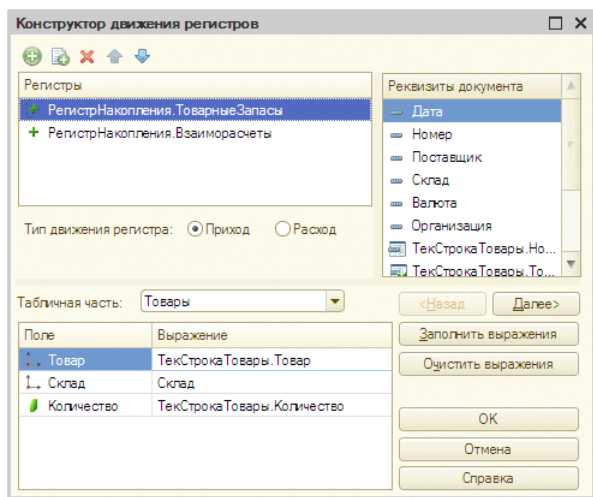 Конструктор движения регистров
Регистры
РегистрНакопления.ТоварныеЗапасы
РегистрНакопления.Взаиморасчеты
Тип движения регистра: Приход Расход
Реквизиты документа
Дата
Номер
Поставщик
Склад
Валюта
Организация
ТекСтрокаТовары.Но...
ТекСтрокаТовары.То...
Табличная часть: Товары
<Назад Далее>
Поле Выражение
Товар ТекСтрокаТовары.Товар
Склад Склад
Количество ТекСтрокаТовары.Количество
Заполнить выражения
Очистить выражения
OK
Отмена
Справка